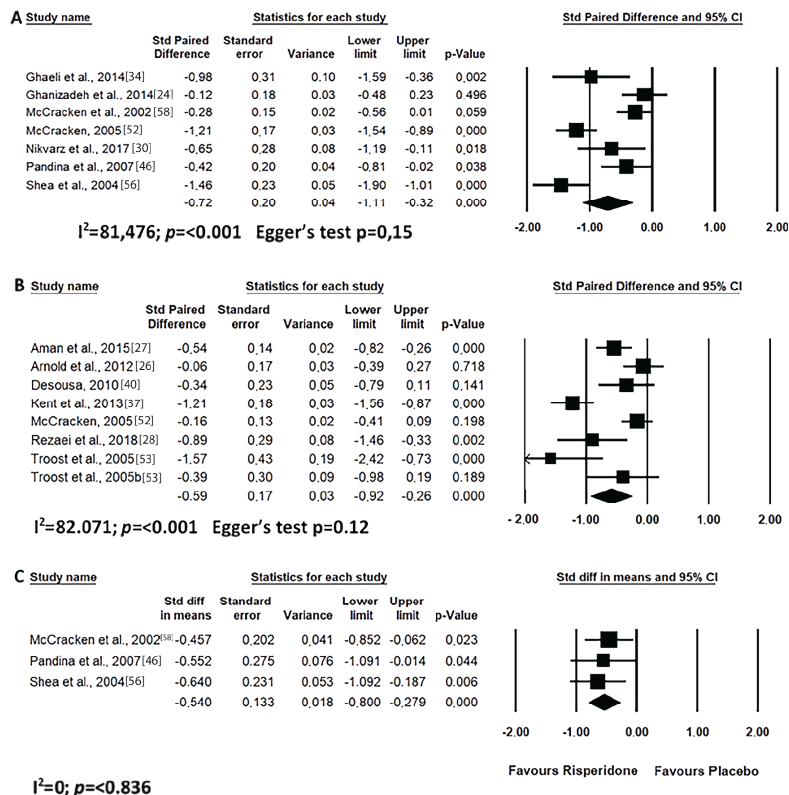 A Study name Statistics for each study Std Paired Difference and 95% CI
Std Paired Difference Standard error Variance Lower limit Upper limit p-Value
Ghaeli et al., 2014[34] -0,98 0,31 0,10 -1,59 -0,36 0,002
Ghanizadeh et al., 2014[24] -0,12 0,18 0,03 -0,48 0,23 0,496
McCracken et al. 2002[58] -0,28 0,15 0,02 -0,56 0,01 0,059
McCracken, 2005[52] -1,21 0,17 0,03 -1,54 -0,89 0,000
Nikvarz et al. 2017[30] -0,65 0,28 0,08 -1,19 -0,11 0,018
Pandina et al. 2007[46] -0,42 0,20 0,04 -0,81 -0,02 0,038
Shea et al. 2004[56] -1,46 0,23 0,05 -1,90 -1,01 0,000
-0,72 0,20 0,04 -1,11 -0,32 0,000
-2.00 -1.00 0.00 1.00 2.00
I²=81,476; p=<0.001 Egger's test p=0,15
B Study name Statistics for each study Std Paired Difference and 95% CI
Std Paired Difference Standard error Variance Lower limit Upper limit p-Value
Aman et al., 2015[27] -0,54 0,14 0,02 -0,82 -0,26 0,000
Arnold et al., 2012[26] -0,06 0,17 0,03 -0,39 0,27 0,718
Desousa, 2010[40] -0,34 0,23 0,05 -0,79 0,11 0,141
Kent et al. 2013[37] -1,21 0,18 0,03 -1,56 -0,87 0,000
McCracken, 2005[52] -0,16 0,13 0,02 -0,41 0,09 0,198
Rezaei et al. 2018[28] -0,89 0,29 0,08 -1,46 -0,33 0,002
Troost et al., 2005[53] -1,57 0,43 0,19 -2,42 -0,73 0,000
Troost et al., 2005b[53] -0,39 0,30 0,09 -0,98 0,19 0,189
-0,59 0,17 0,03 -0,92 -0,26 0,000
- 2.00 -1.00 0.00 1.00 2.00
I²=82.071; p=<0.001 Egger's test p=0.12
C Study name Statistics for each study Std diff in means and 95% CI
Std diff in means Standard error Variance Lower limit Upper limit p-Value
McCracken et al. 2002[58] -0,457 0,202 0,041 -0,852 -0,062 0,023
Pandina et al. 2007[46] -0,552 0,275 0,076 -1,091 -0,014 0,044
Shea et al., 2004[56] -0,640 0,231 0,053 -1,092 -0,187 0,006
-0,540 0,133 0,018 -0,800 -0,279 0,000
-2.00 -1.00 0.00 1.00 2.00
Favours Risperidone Favours Placebo
I²=0; p=<0.836